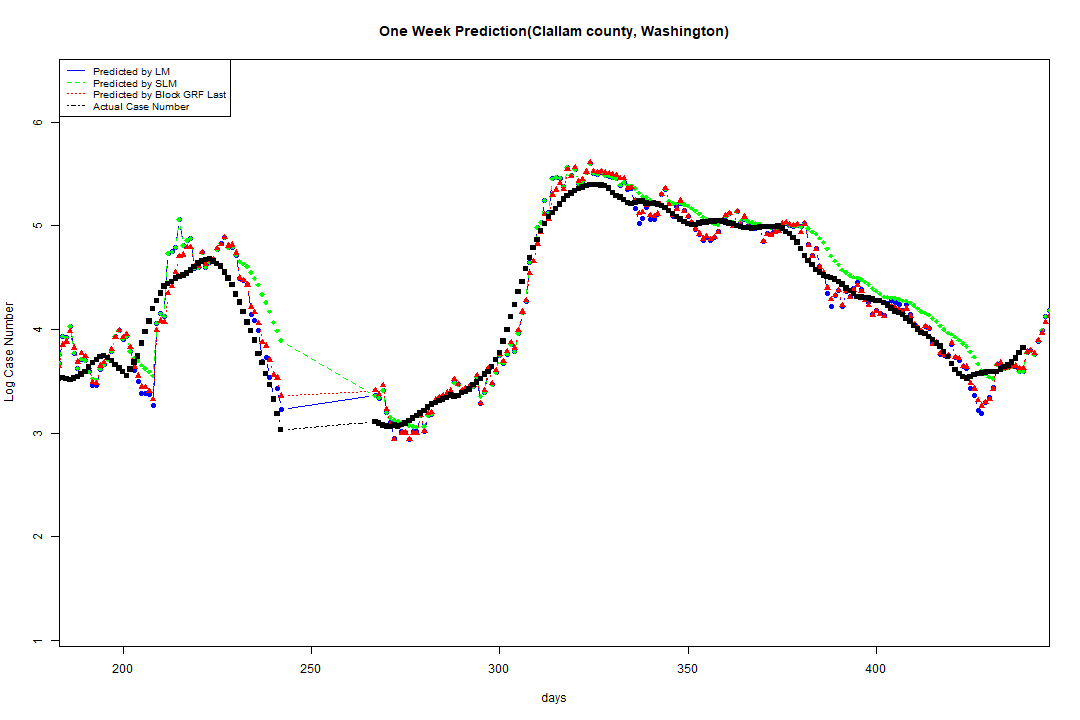 One Week Prediction(Clallam county, Washington)
Predicted by LM
Predicted by SLM
Predicted by Block GRF Last
Actual Case Number
Log Case Number
6
5
4
3
2
1
200 250 300 350 400
days